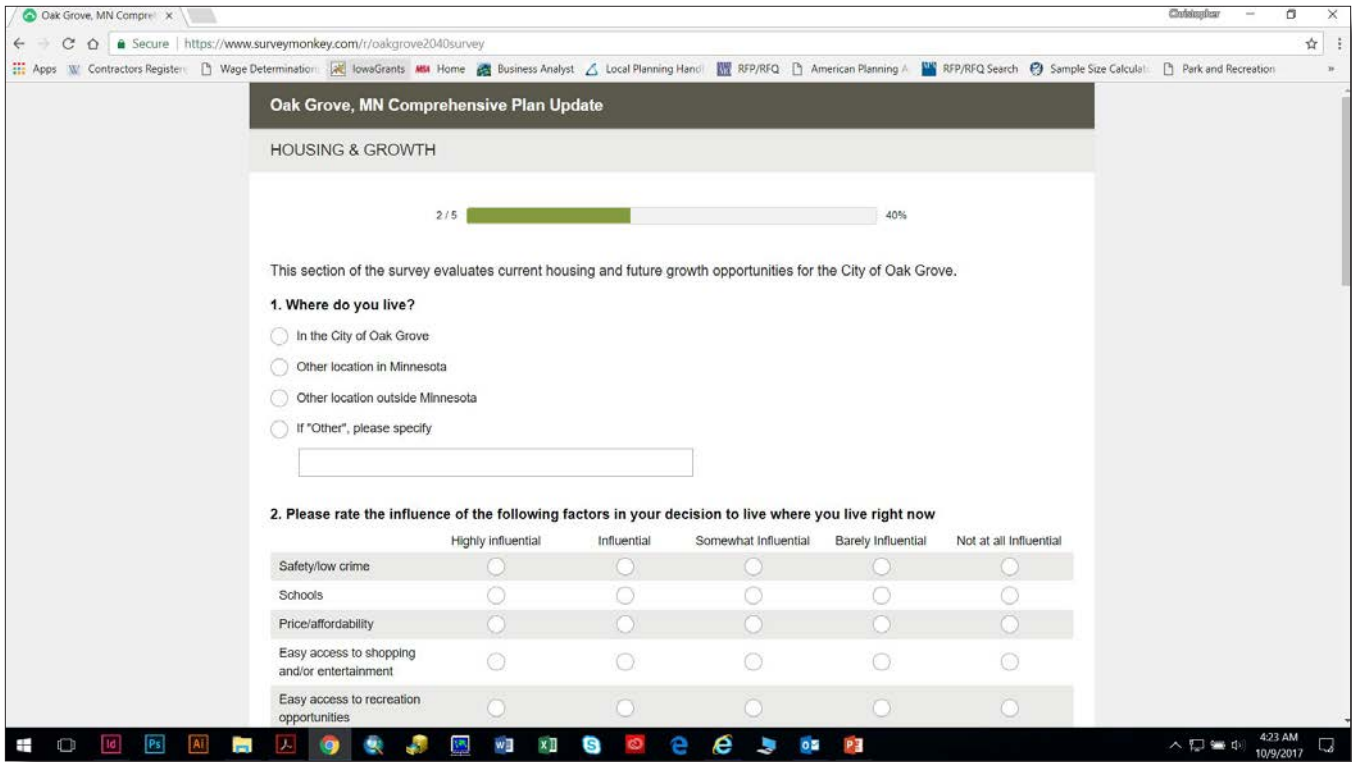 Oak Grove, MN Compre
Christopher
Secure | https://www.surveymonkey.com/r/oakgrove2040survey
Apps Contractors Register Wage Determination IowaGrants MSA Home Business Analyst Local Planning Hand RFP/RFQ American Planning A RFP/RFQ Search Sample Size Calculat Park and Recreation »
Oak Grove, MN Comprehensive Plan Update
HOUSING & GROWTH
2 / 5 40%
This section of the survey evaluates current housing and future growth opportunities for the City of Oak Grove.
1. Where do you live?
In the City of Oak Grove
Other location in Minnesota
Other location outside Minnesota
If "Other", please specify
2. Please rate the influence of the following factors in your decision to live where you live right now
Highly influential Influential Somewhat Influential Barely Influential Not at all Influential
Safety/low crime
Schools
Price/affordability
Easy access to shopping
and/or entertainment
Easy access to recreation
opportunities
Id Ps Ai
4:23 AM
10/9/2017